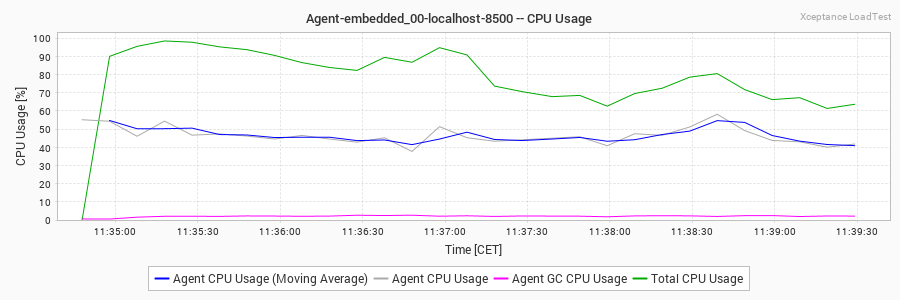 Agent-embedded_00-localhost-8500 -- CPU Usage
Xceptance LoadTest
CPU Usage [%]
100
90
80
70
60
50
40
30
20
10
0
11:35:00 11:35:30 11:36:00 11:36:30 11:37:00 11:37:30 11:38:00 11:38:30 11:39:00 11:39:30
Time [CET]
Agent CPU Usage (Moving Average) Agent CPU Usage Agent GC CPU Usage Total CPU Usage